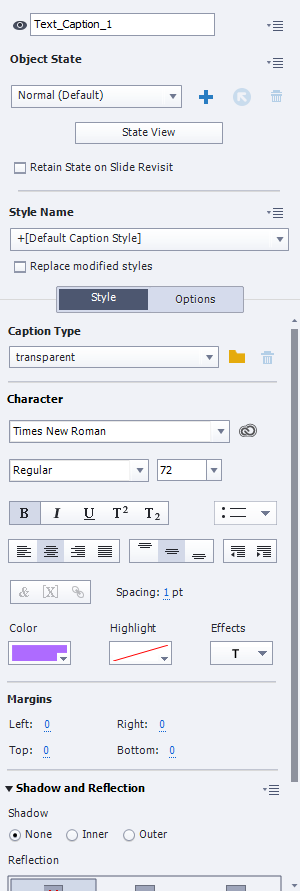 Text_Caption_1
Object State
Normal (Default)
State View
Retain State on Slide Revisit
Style Name
+[Default Caption Style]
Replace modified styles
Style Options
Caption Type
transparent
Character
Times New Roman
Regular 72
B I U T2 T2
& [X]
Spacing: 1 pt
Color Highlight Effects
T
Margins
Left: 0 Right: 0
Top: 0 Bottom: 0
Shadow and Reflection
Shadow
None Inner Outer
Reflection